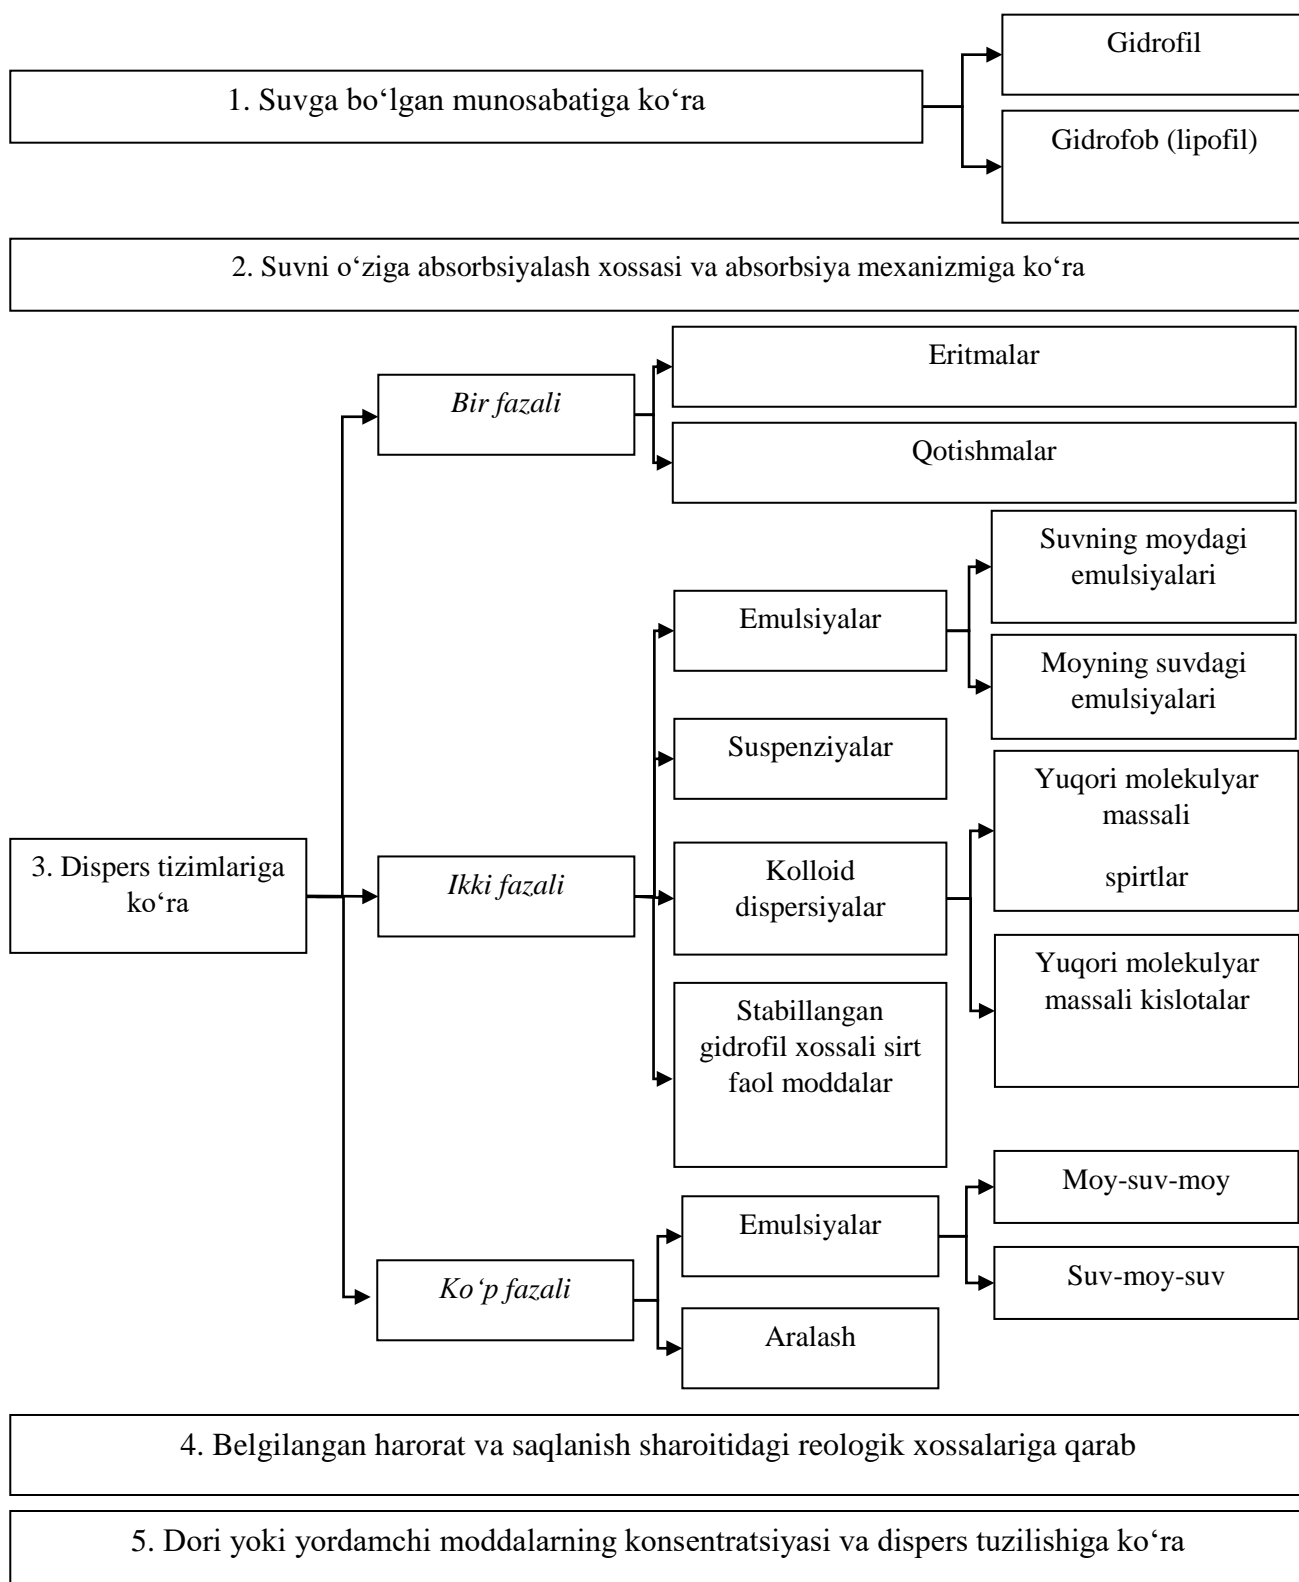 Gidrofil
1. Suvga bo‘lgan munosabatiga ko‘ra
Gidrofob (lipofil)
2. Suvni o‘ziga absorbsiyalash xossasi va absorbsiya mexanizmiga ko‘ra
Eritmalar
Bir fazali
Qotishmalar
Suvning moydagi
emulsiyalari
Emulsiyalar
Moyning suvdagi
emulsiyalari
Suspenziyalar
Yuqori molekulyar
massali
spirtlar
3. Dispers tizimlariga
ko‘ra
Ikki fazali
Kolloid
dispersiyalar
Yuqori molekulyar
massali kislotalar
Stabillangan
gidrofil xossali sirt
faol moddalar
Moy-suv-moy
Emulsiyalar
Suv-moy-suv
Ko‘p fazali
Aralash
4. Belgilangan harorat va saqlanish sharoitidagi reologik xossalariga qarab
5. Dori yoki yordamchi moddalarning konsentratsiyasi va dispers tuzilishiga ko‘ra